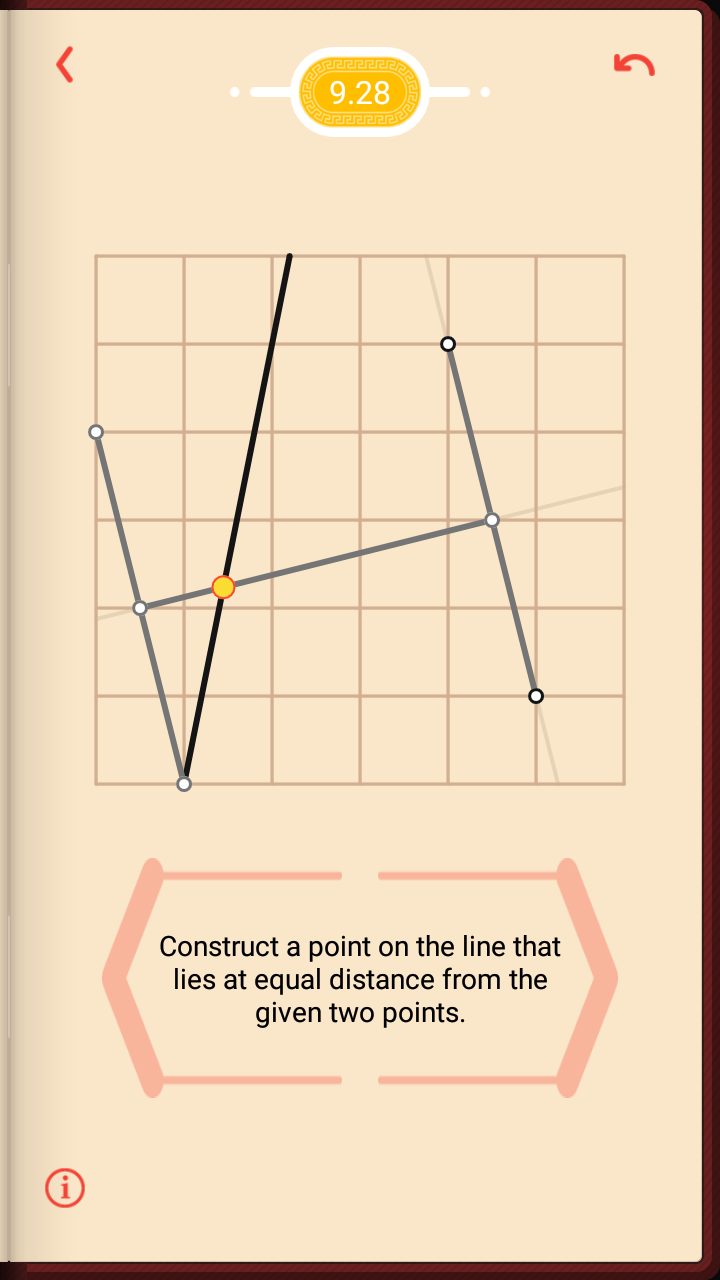 9.28
Construct a point on the line that
lies at equal distance from the
given two points.
i